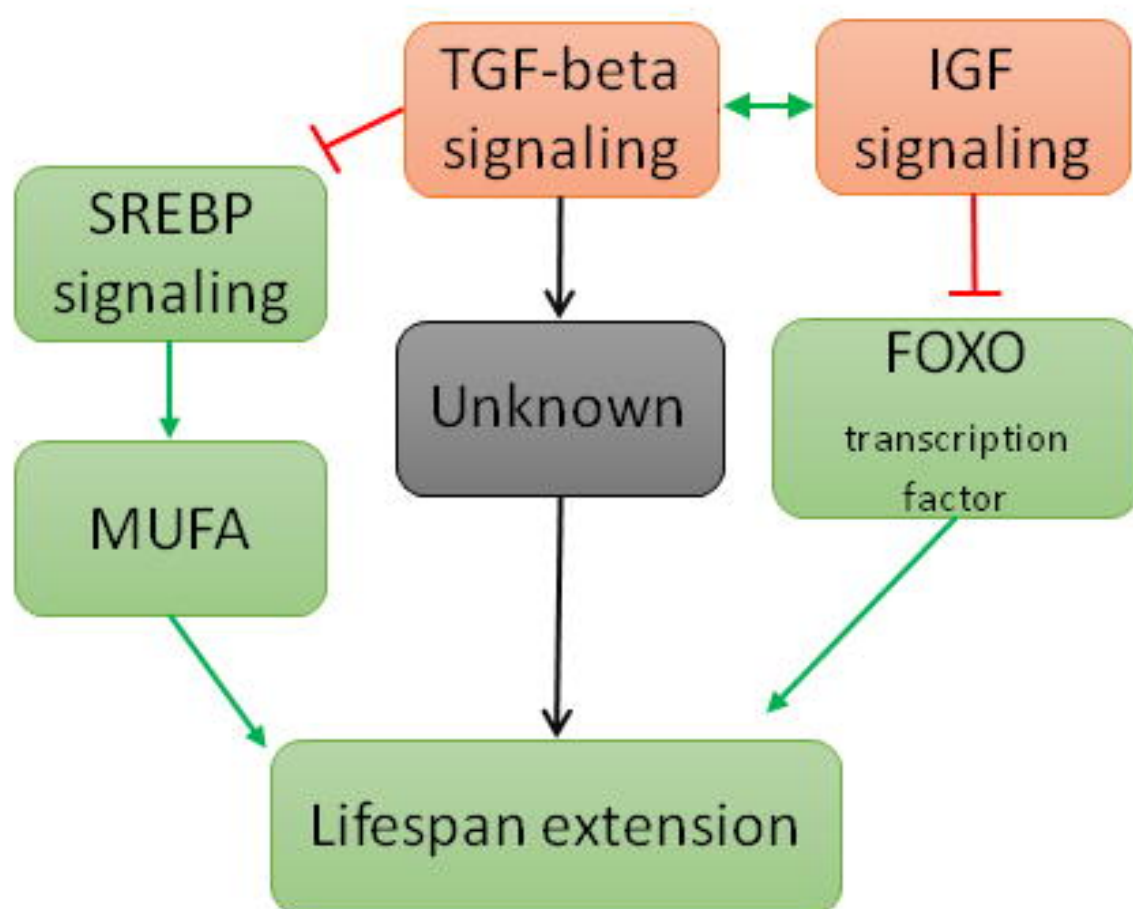 TGF-beta
signaling
IGF
signaling
SREBP
signaling
Unknown
FOXO
transcription
factor
MUFA
Lifespan extension